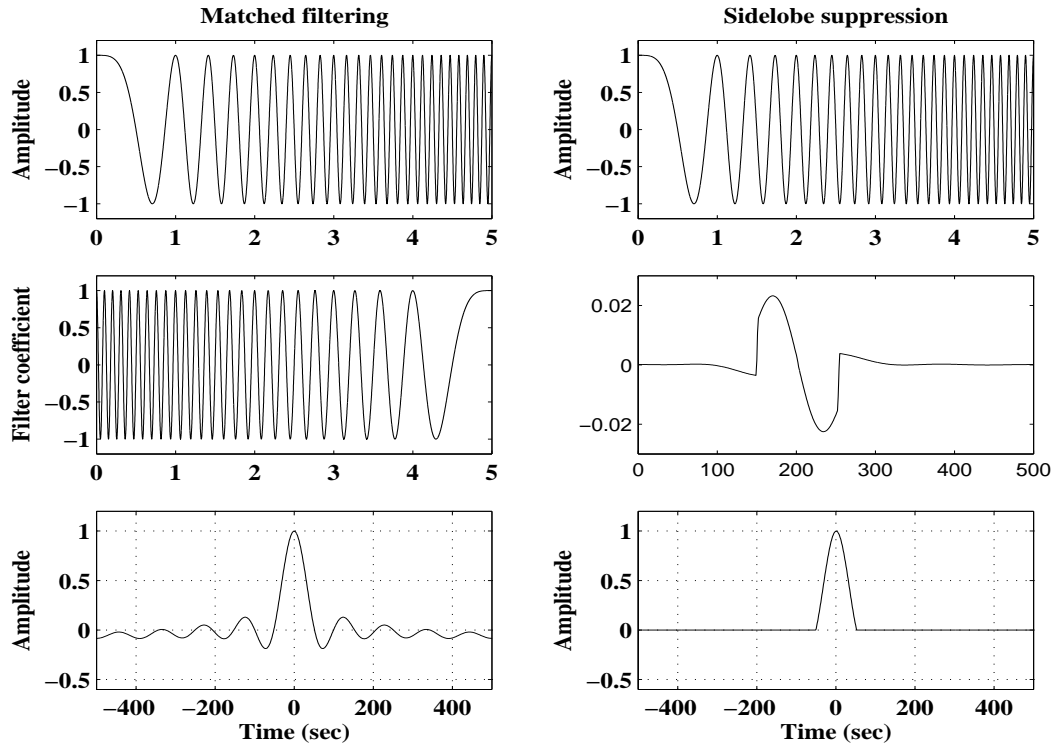 Matched filtering
Sidelobe suppression
Amplitude
1
0.5
0
−0.5
−1
0 1 2 3 4 5
Amplitude
1
0.5
0
−0.5
−1
0 1 2 3 4 5
Filter coefficient
1
0.5
0
−0.5
−1
0 1 2 3 4 5
0.02
0
−0.02
0 100 200 300 400 500
Amplitude
1
0.5
0
−0.5
−400 −200 0 200 400
Time (sec)
Amplitude
1
0.5
0
−0.5
−400 −200 0 200 400
Time (sec)